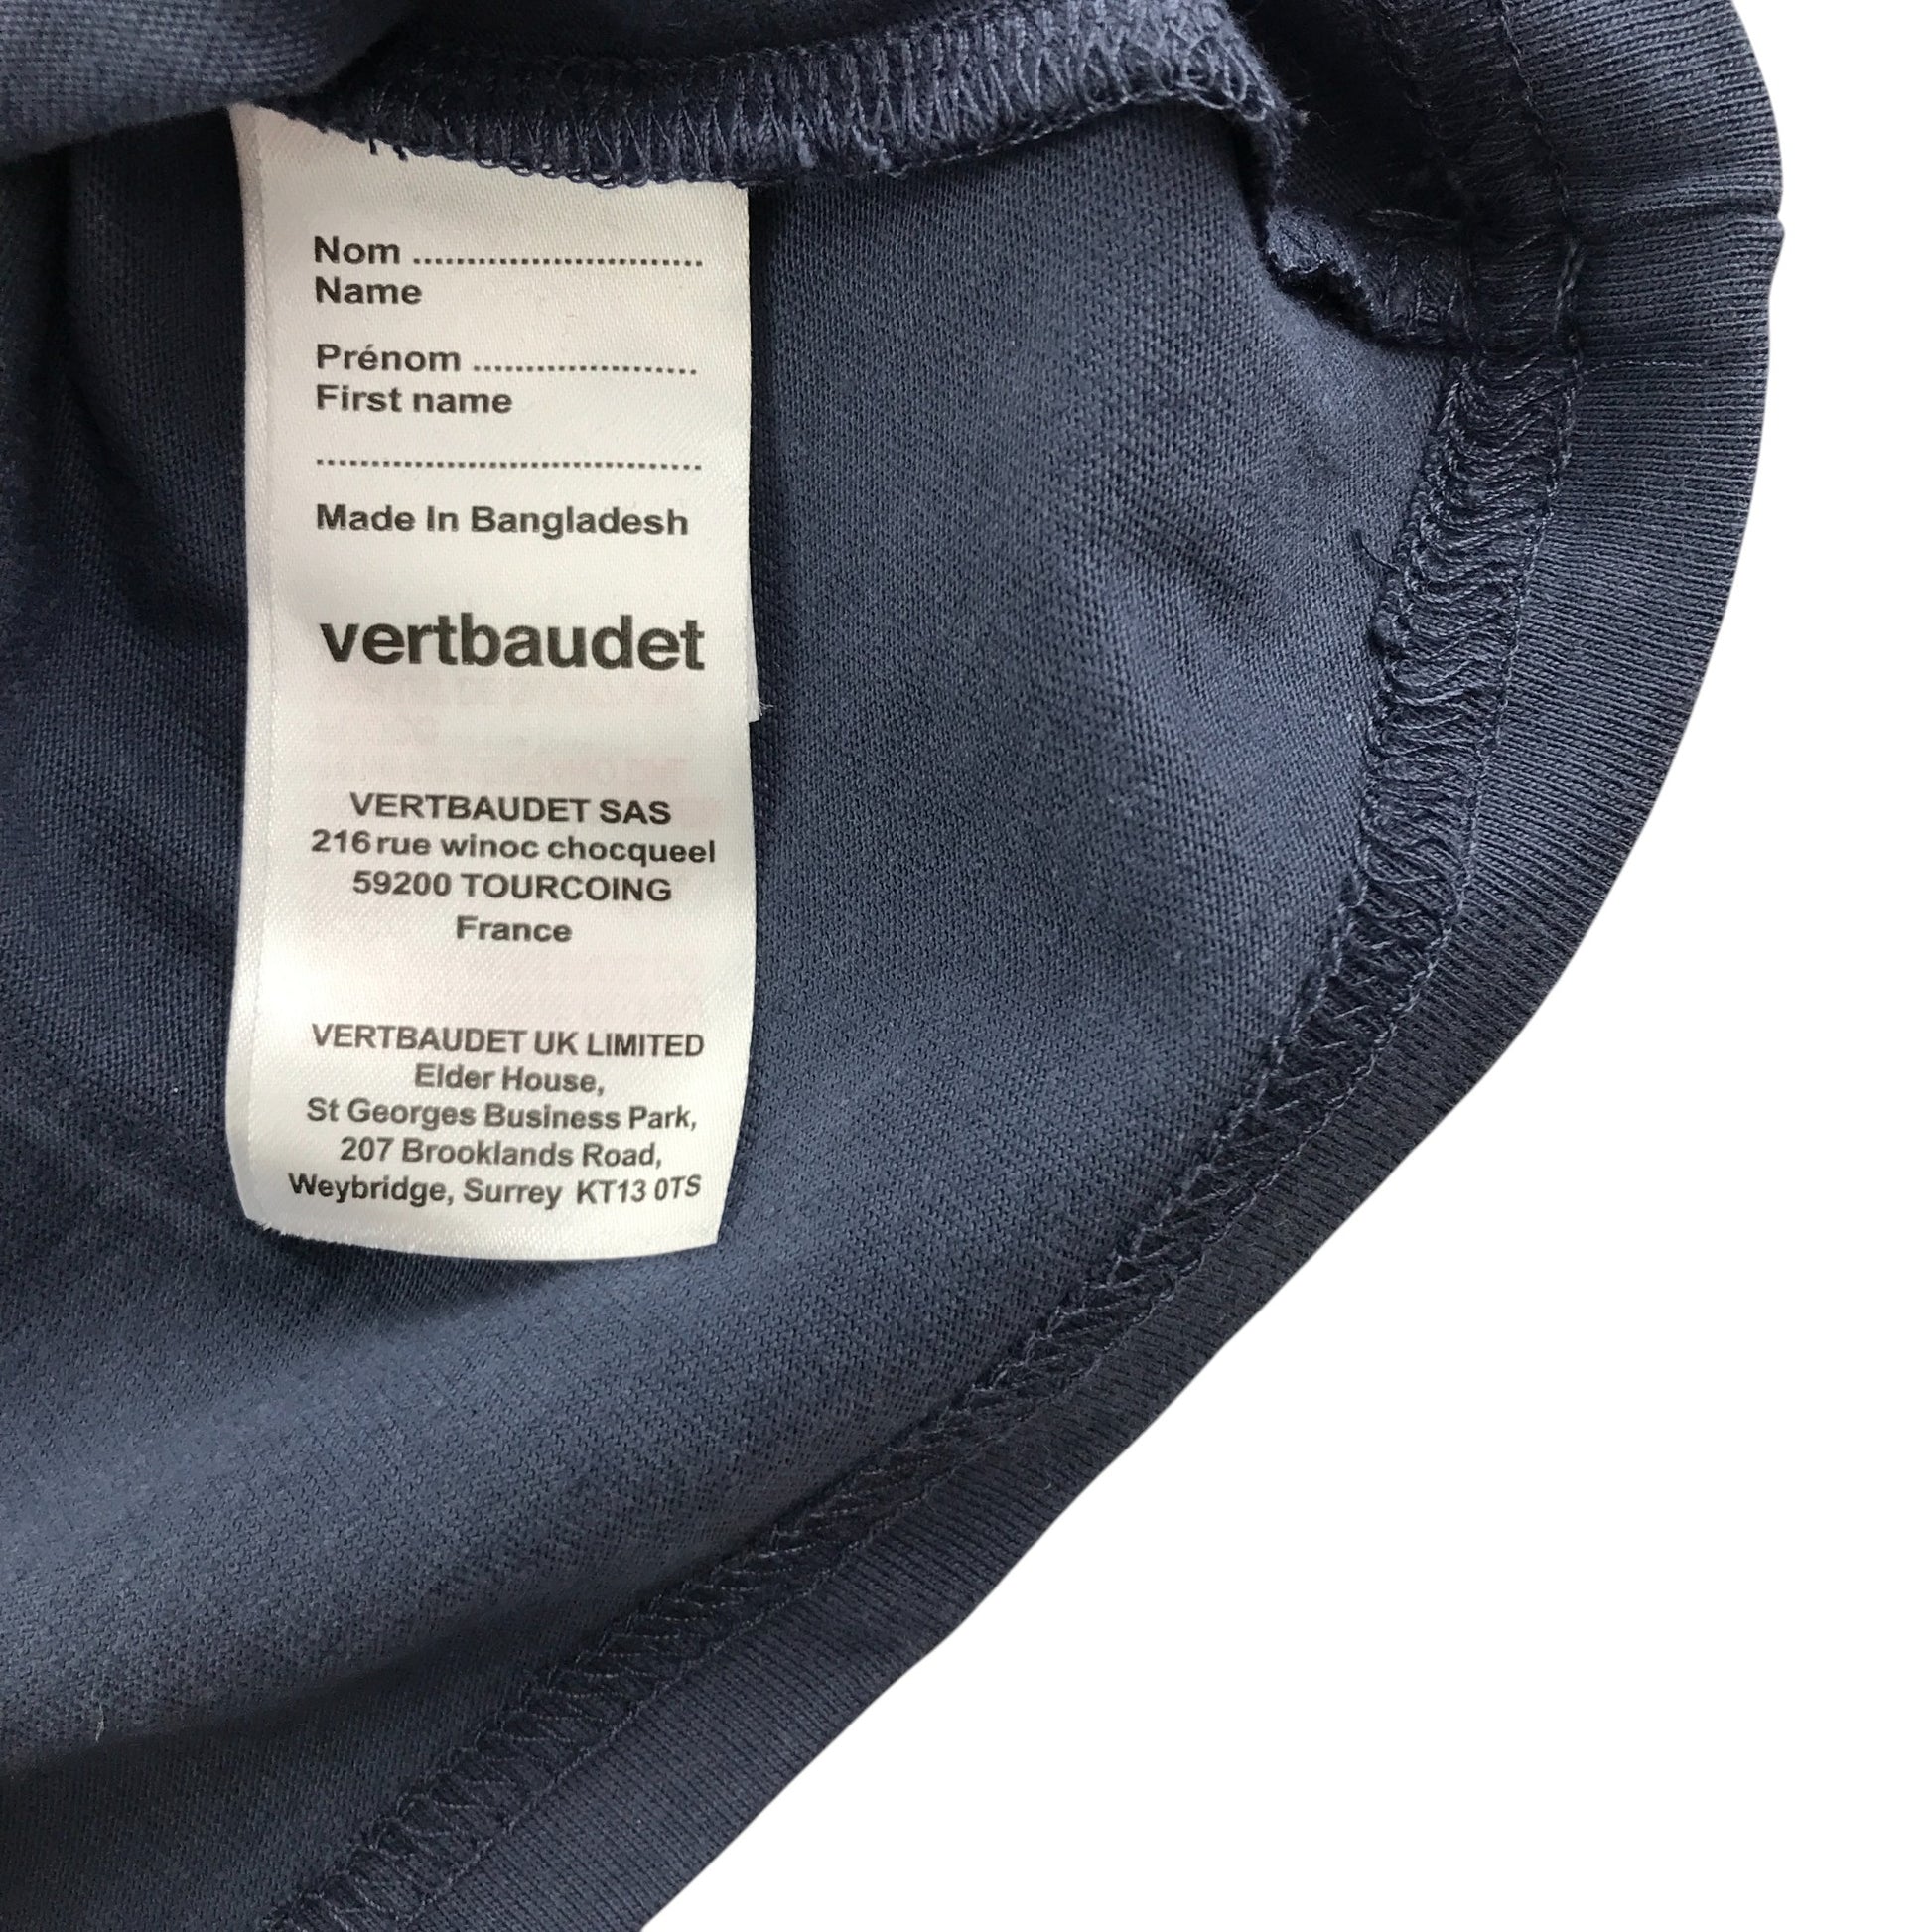 Nom ................................
Name
Prénom .........................
First name
...........................................
Made In Bangladesh
vertbaudet
VERTBAUDET SAS
216 rue winoc chocqueel
59200 TOURCOING
France
VERTBAUDET UK LIMITED
Elder House,
St Georges Business Park,
207 Brooklands Road,
Weybridge, Surrey KT13 0TS